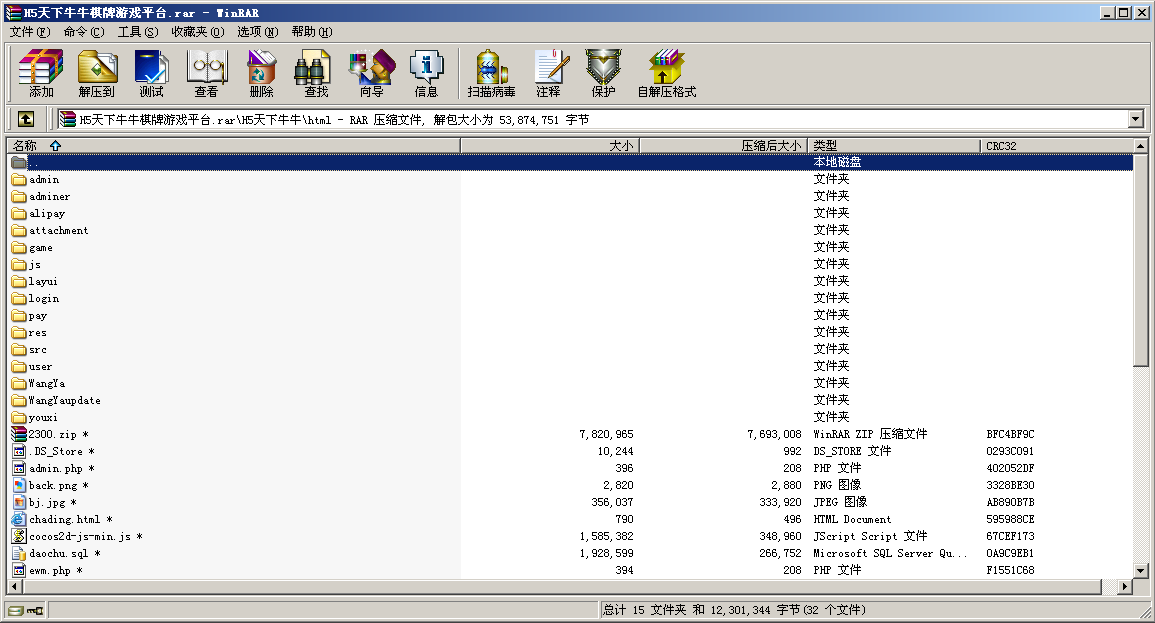 H5天下牛牛棋牌游戏平台.rar - WinRAR
文件(F) 命令(C) 工具(S) 收藏夹(O) 选项(N) 帮助(H)
添加 解压到 测试 查看 删除 查找 向导 信息 扫描病毒 注释 保护 自解压格式
H5天下牛牛棋牌游戏平台.rar\H5天下牛牛\html - RAR 压缩文件, 解包大小为 53,874,751 字节
名称 大小 压缩后大小 类型 CRC32
.. 本地磁盘
admin 文件夹
adminer 文件夹
alipay 文件夹
attachment 文件夹
game 文件夹
js 文件夹
layui 文件夹
login 文件夹
pay 文件夹
res 文件夹
src 文件夹
user 文件夹
WangYa 文件夹
WangYaupdate 文件夹
youxi 文件夹
2300.zip * 7,820,965 7,693,008 WinRAR ZIP 压缩文件 BFC4BF9C
.DS_Store * 10,244 992 DS_STORE 文件 0293C091
admin.php * 396 208 PHP 文件 402052DF
back.png * 2,820 2,880 PNG 图像 3328BE30
bj.jpg * 356,037 333,920 JPEG 图像 AB890B7B
chading.html * 790 496 HTML Document 595988CE
cocos2d-js-min.js * 1,585,382 348,960 JScript Script 文件 67CEF173
daochu.sql * 1,928,599 266,752 Microsoft SQL Server Qu... 0A9C9EB1
ewm.php * 394 208 PHP 文件 F1551C68
总计 15 文件夹 和 12,301,344 字节(32 个文件)